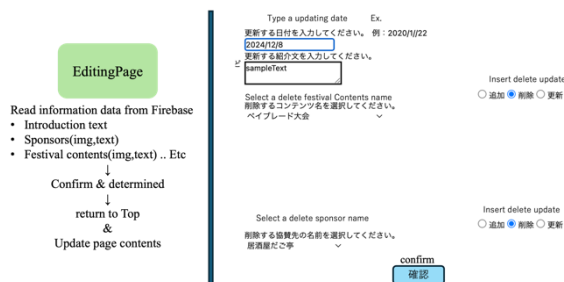 EditingPage
Read information data from Firebase
• Introduction text
• Sponsors(img,text)
• Festival contents(img,text) .. Etc
↓
Confirm & determined
↓
return to Top
&
Update page contents
Type a updating date Ex.
更新する日付を入力してください。 例：2020/1//22
2024/12/8
更新する紹介文を入力してください。
ど
sampleText
Select a delete festival Contents name
削除するコンテンツ名を選択してください。
ベイブレード大会
Insert delete update
追加 削除 更新
Select a delete sponsor name
削除する協賛先の名前を選択してください。
居酒屋だご亭
Insert delete update
追加 削除 更新
confirm
確認